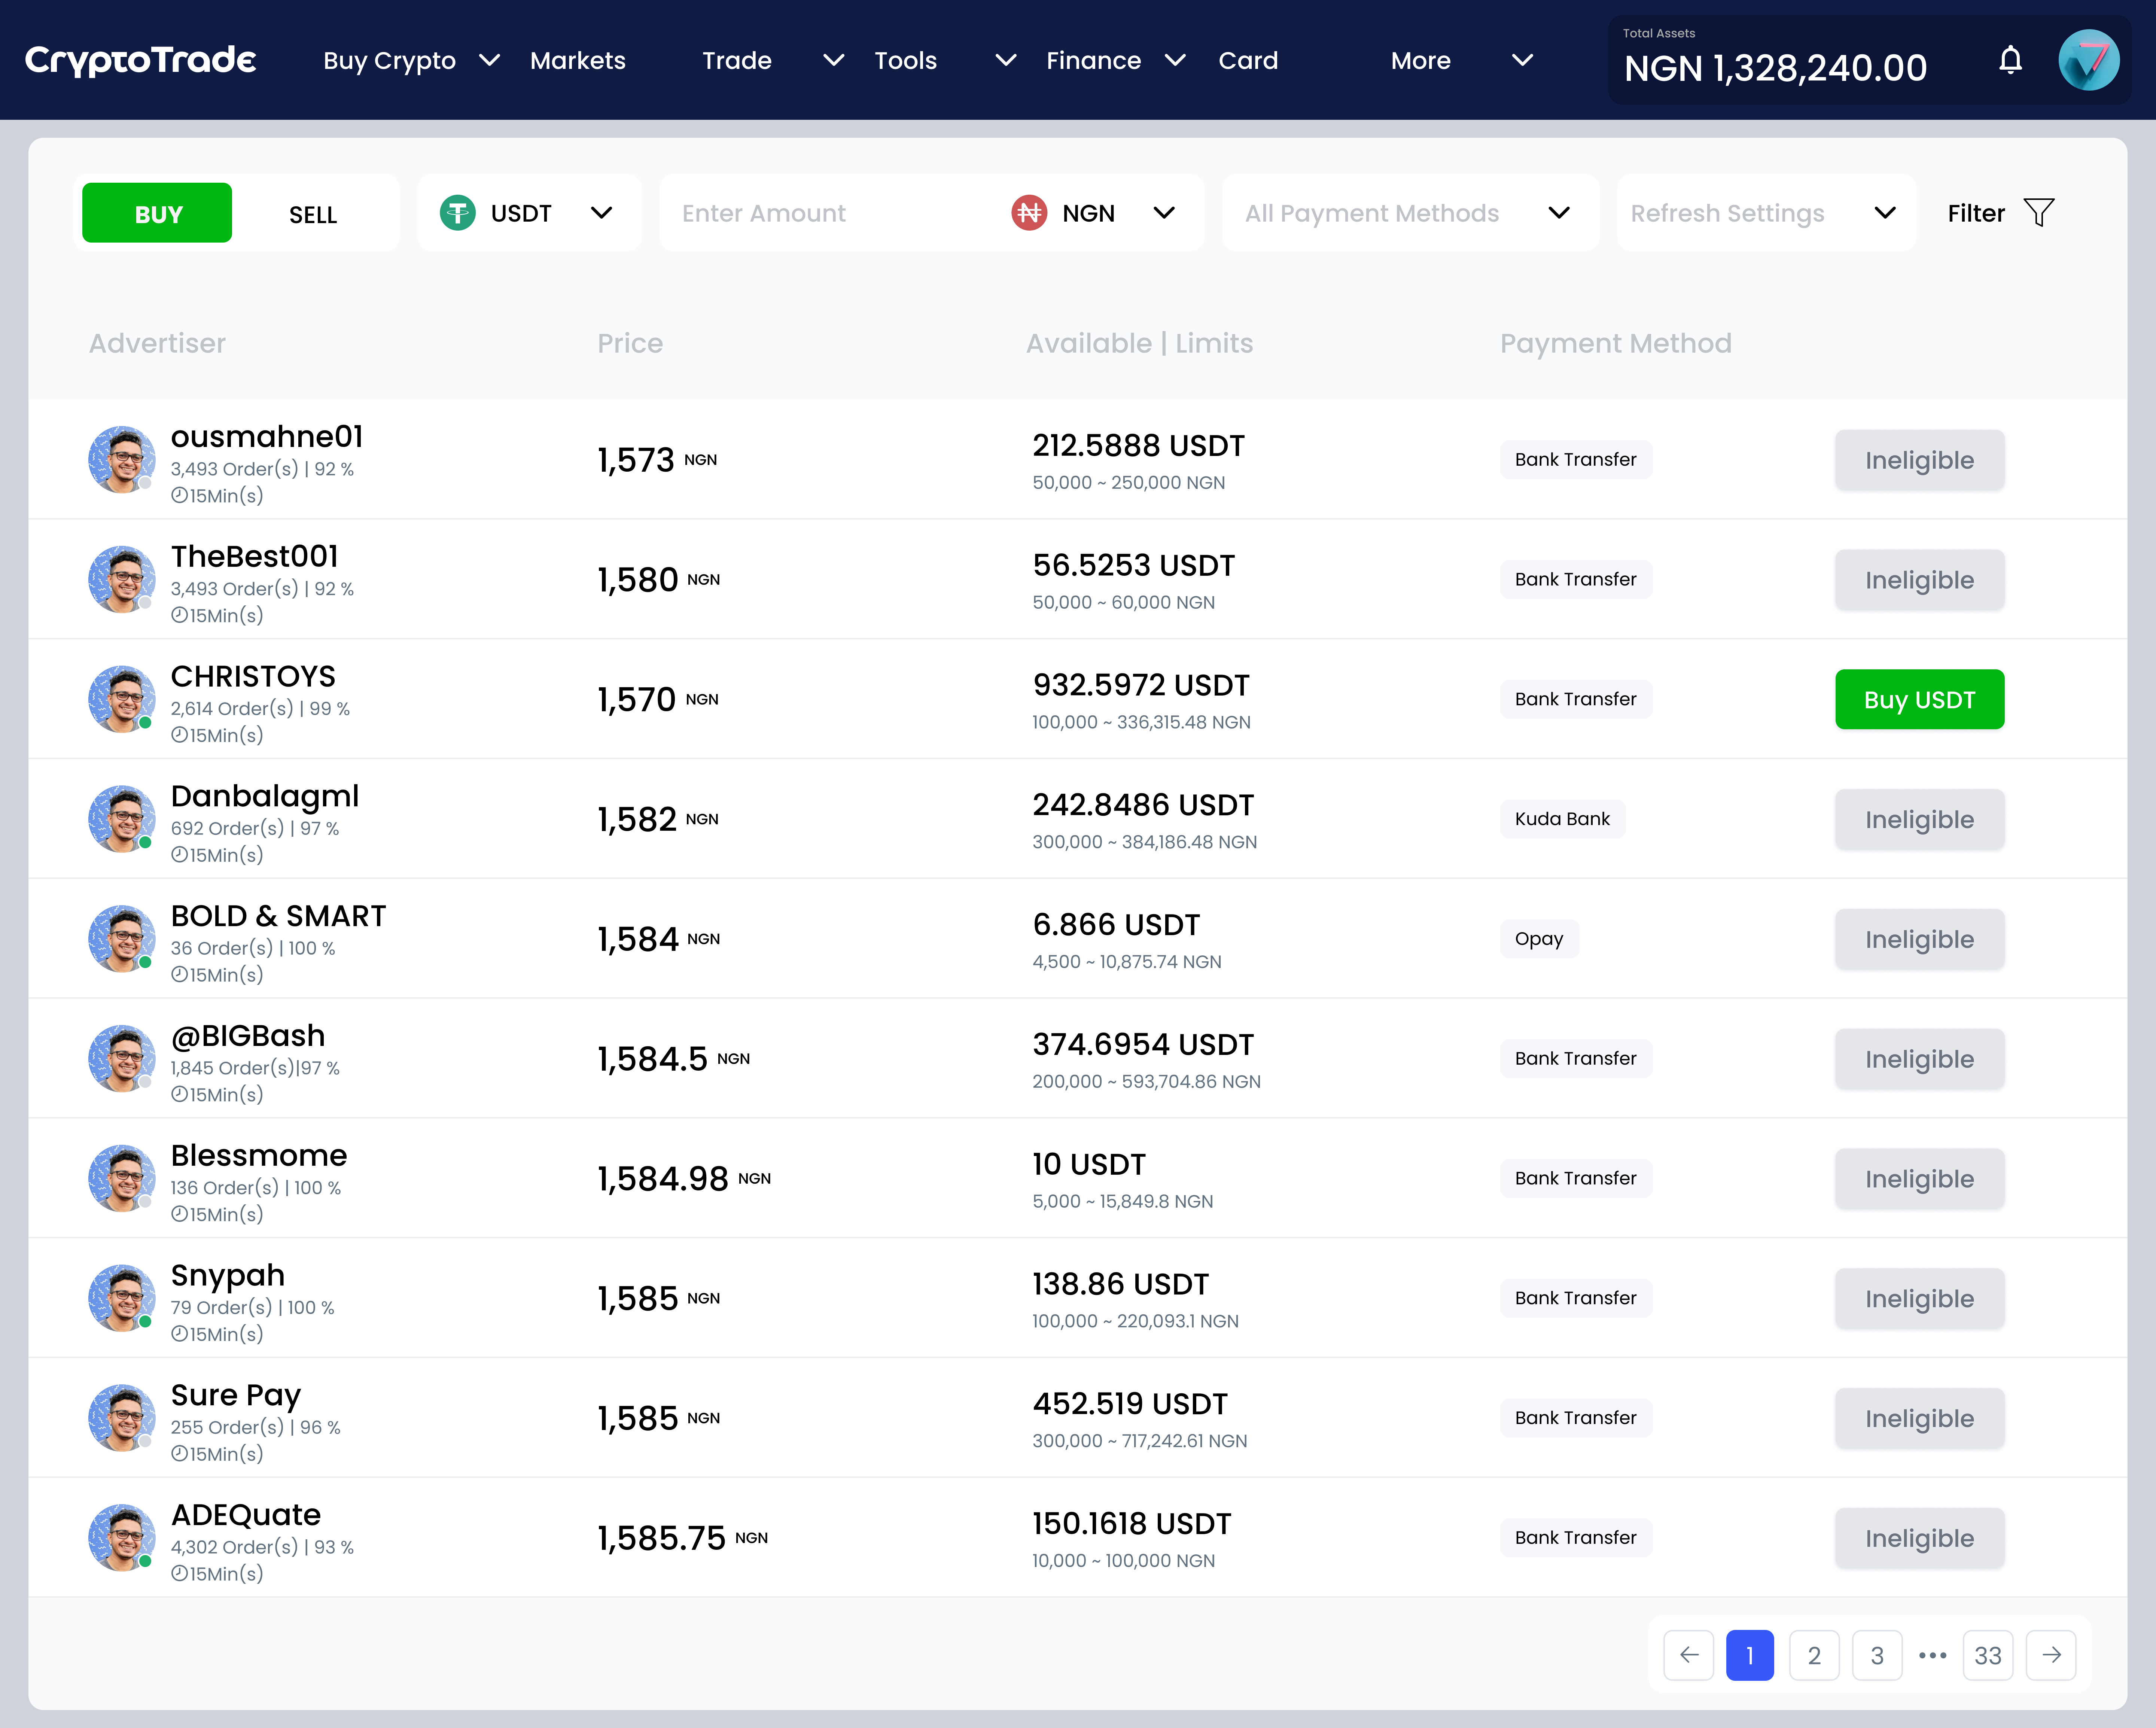 CryptoTrade
Buy Crypto
Markets
Trade
Tools
Finance
Card
More
Total Assets
NGN 1,328,240.00
BUY
SELL
USDT
Enter Amount
NGN
All Payment Methods
Refresh Settings
Filter
Advertiser
Price
Available | Limits
Payment Method
ousmahne01
3,493 Order(s) | 92 %
15Min(s)
1,573 NGN
212.5888 USDT
50,000 ~ 250,000 NGN
Bank Transfer
Ineligible
TheBest001
3,493 Order(s) | 92 %
15Min(s)
1,580 NGN
56.5253 USDT
50,000 ~ 60,000 NGN
Bank Transfer
Ineligible
CHRISTOYS
2,614 Order(s) | 99 %
15Min(s)
1,570 NGN
932.5972 USDT
100,000 ~ 336,315.48 NGN
Bank Transfer
Buy USDT
Danbalagml
692 Order(s) | 97 %
15Min(s)
1,582 NGN
242.8486 USDT
300,000 ~ 384,186.48 NGN
Kuda Bank
Ineligible
BOLD & SMART
36 Order(s) | 100 %
15Min(s)
1,584 NGN
6.866 USDT
4,500 ~ 10,875.74 NGN
Opay
Ineligible
@BIGBash
1,845 Order(s)|97 %
15Min(s)
1,584.5 NGN
374.6954 USDT
200,000 ~ 593,704.86 NGN
Bank Transfer
Ineligible
Blessmome
136 Order(s) | 100 %
15Min(s)
1,584.98 NGN
10 USDT
5,000 ~ 15,849.8 NGN
Bank Transfer
Ineligible
Snypah
79 Order(s) | 100 %
15Min(s)
1,585 NGN
138.86 USDT
100,000 ~ 220,093.1 NGN
Bank Transfer
Ineligible
Sure Pay
255 Order(s) | 96 %
15Min(s)
1,585 NGN
452.519 USDT
300,000 ~ 717,242.61 NGN
Bank Transfer
Ineligible
ADEQuate
4,302 Order(s) | 93 %
15Min(s)
1,585.75 NGN
150.1618 USDT
10,000 ~ 100,000 NGN
Bank Transfer
Ineligible
1
2
3
•••
33